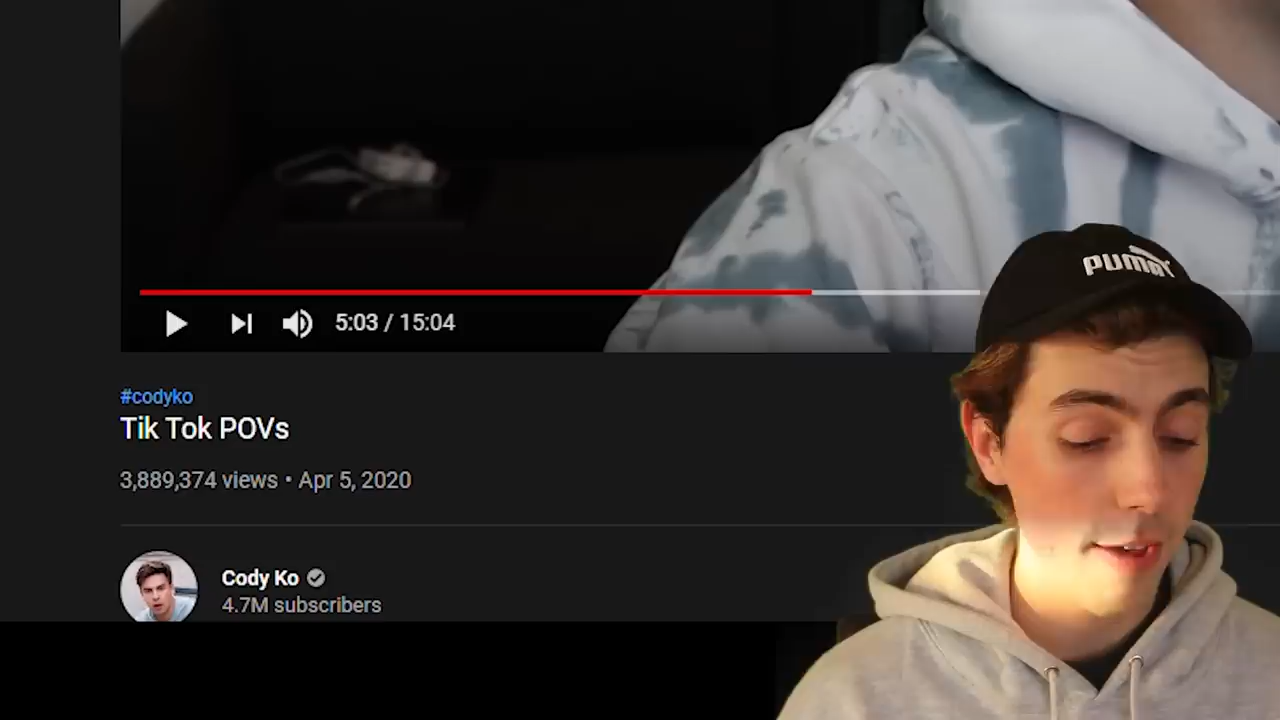 PUMA
5:03 / 15:04
#codyko
Tik Tok POVs
3,889,374 views • Apr 5, 2020
Cody Ko
4.7M subscribers